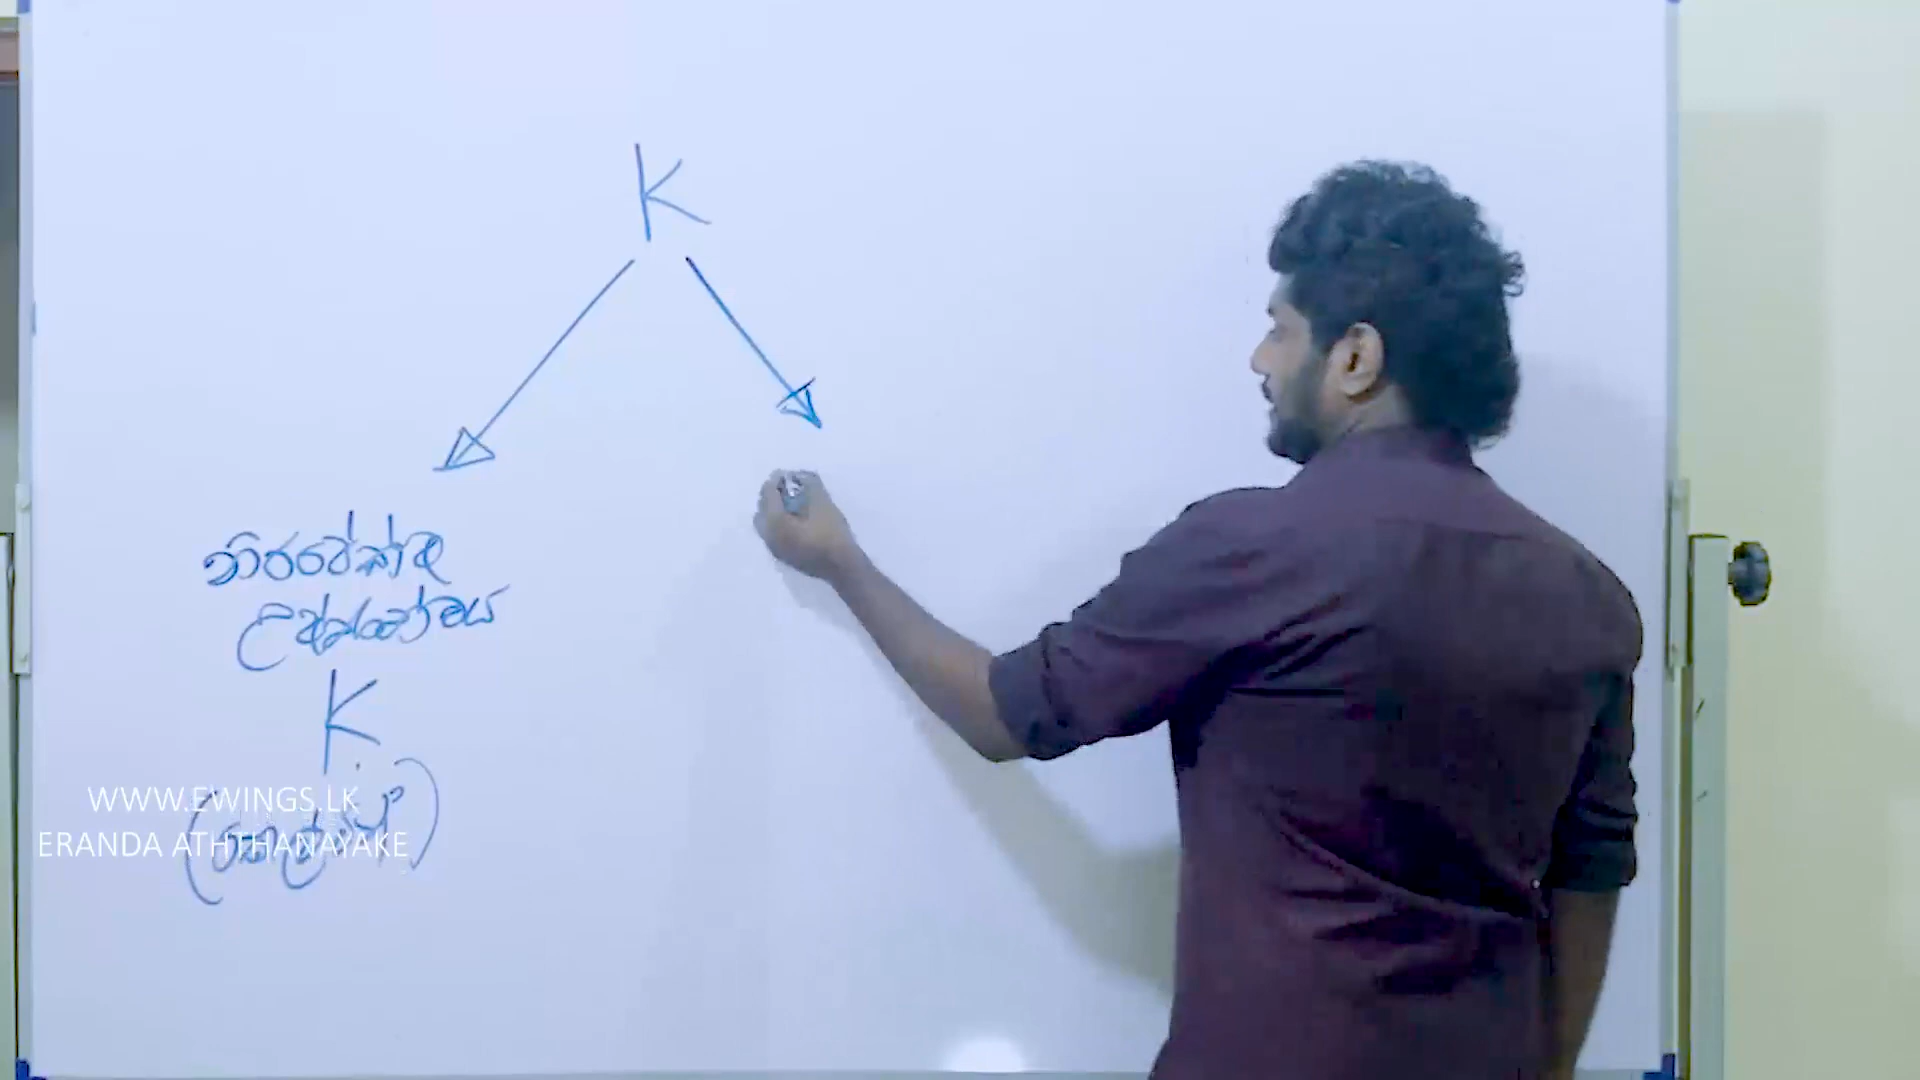 K
නිරපේක්ෂ
උෂ්ණත්වය
K
WWW.EWINGS.LK
(කෙල්වින්)
ERANDA ATHTHANAYAKE